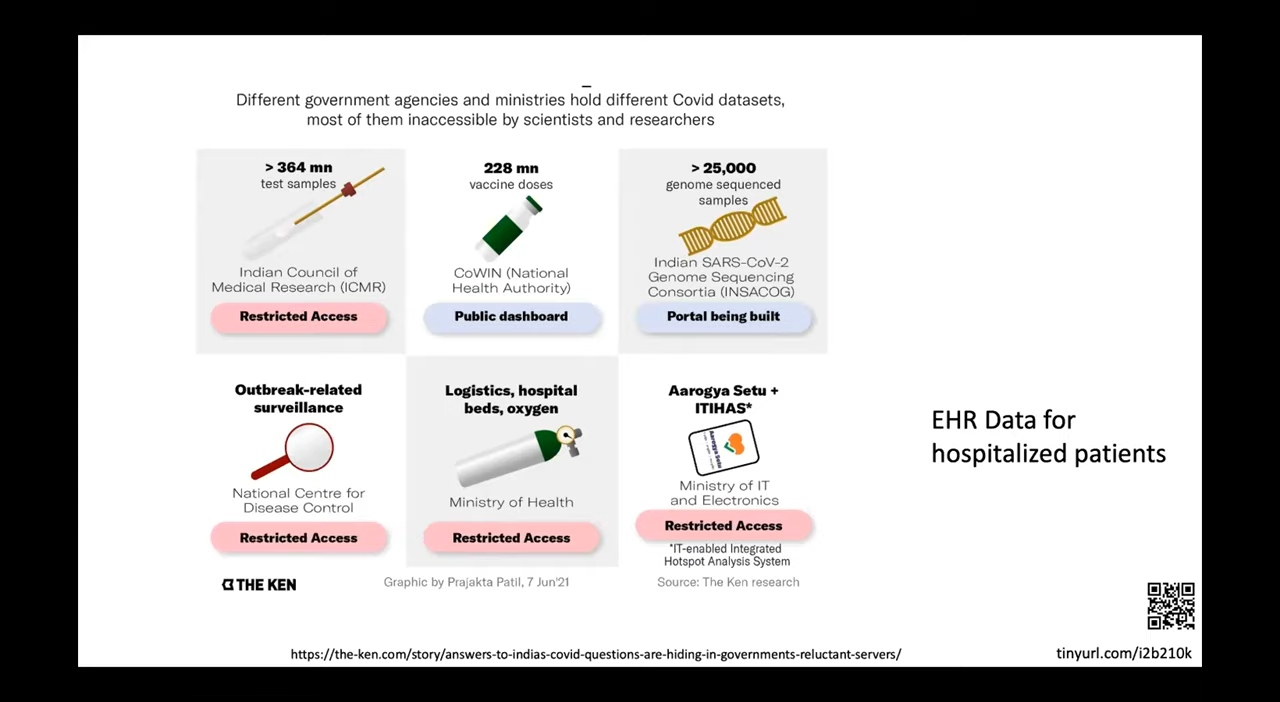 Different government agencies and ministries hold different Covid datasets,
most of them inaccessible by scientists and researchers
> 364 mn
test samples
Indian Council of
Medical Research (ICMR)
Restricted Access
228 mn
vaccine doses
CoWIN (National
Health Authority)
Public dashboard
> 25,000
genome sequenced
samples
Indian SARS-CoV-2
Genome Sequencing
Consortia (INSACOG)
Portal being built
Outbreak-related
surveillance
National Centre for
Disease Control
Restricted Access
Logistics, hospital
beds, oxygen
Ministry of Health
Restricted Access
Aarogya Setu +
ITIHAS*
Aarogya Setu
Ministry of IT
and Electronics
Restricted Access
*IT-enabled Integrated
Hotspot Analysis System
EHR Data for
hospitalized patients
THE KEN
Graphic by Prajakta Patil, 7 Jun'21
Source: The Ken research
https://the-ken.com/story/answers-to-indias-covid-questions-are-hiding-in-governments-reluctant-servers/
tinyurl.com/i2b210k